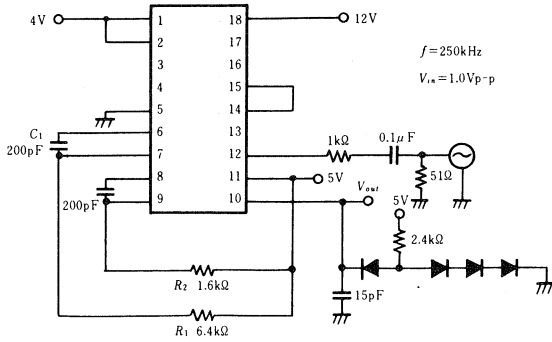 4V
1
18
12V
2
17
3
16
f=250kHz
4
15
Vin=1.0Vp-p
5
14
C1
200pF
6
13
7
12
1kΩ
0.1μF
51Ω
8
11
5V
200pF
9
10
Vout
5V
2.4kΩ
15pF
R2 1.6kΩ
R1 6.4kΩ